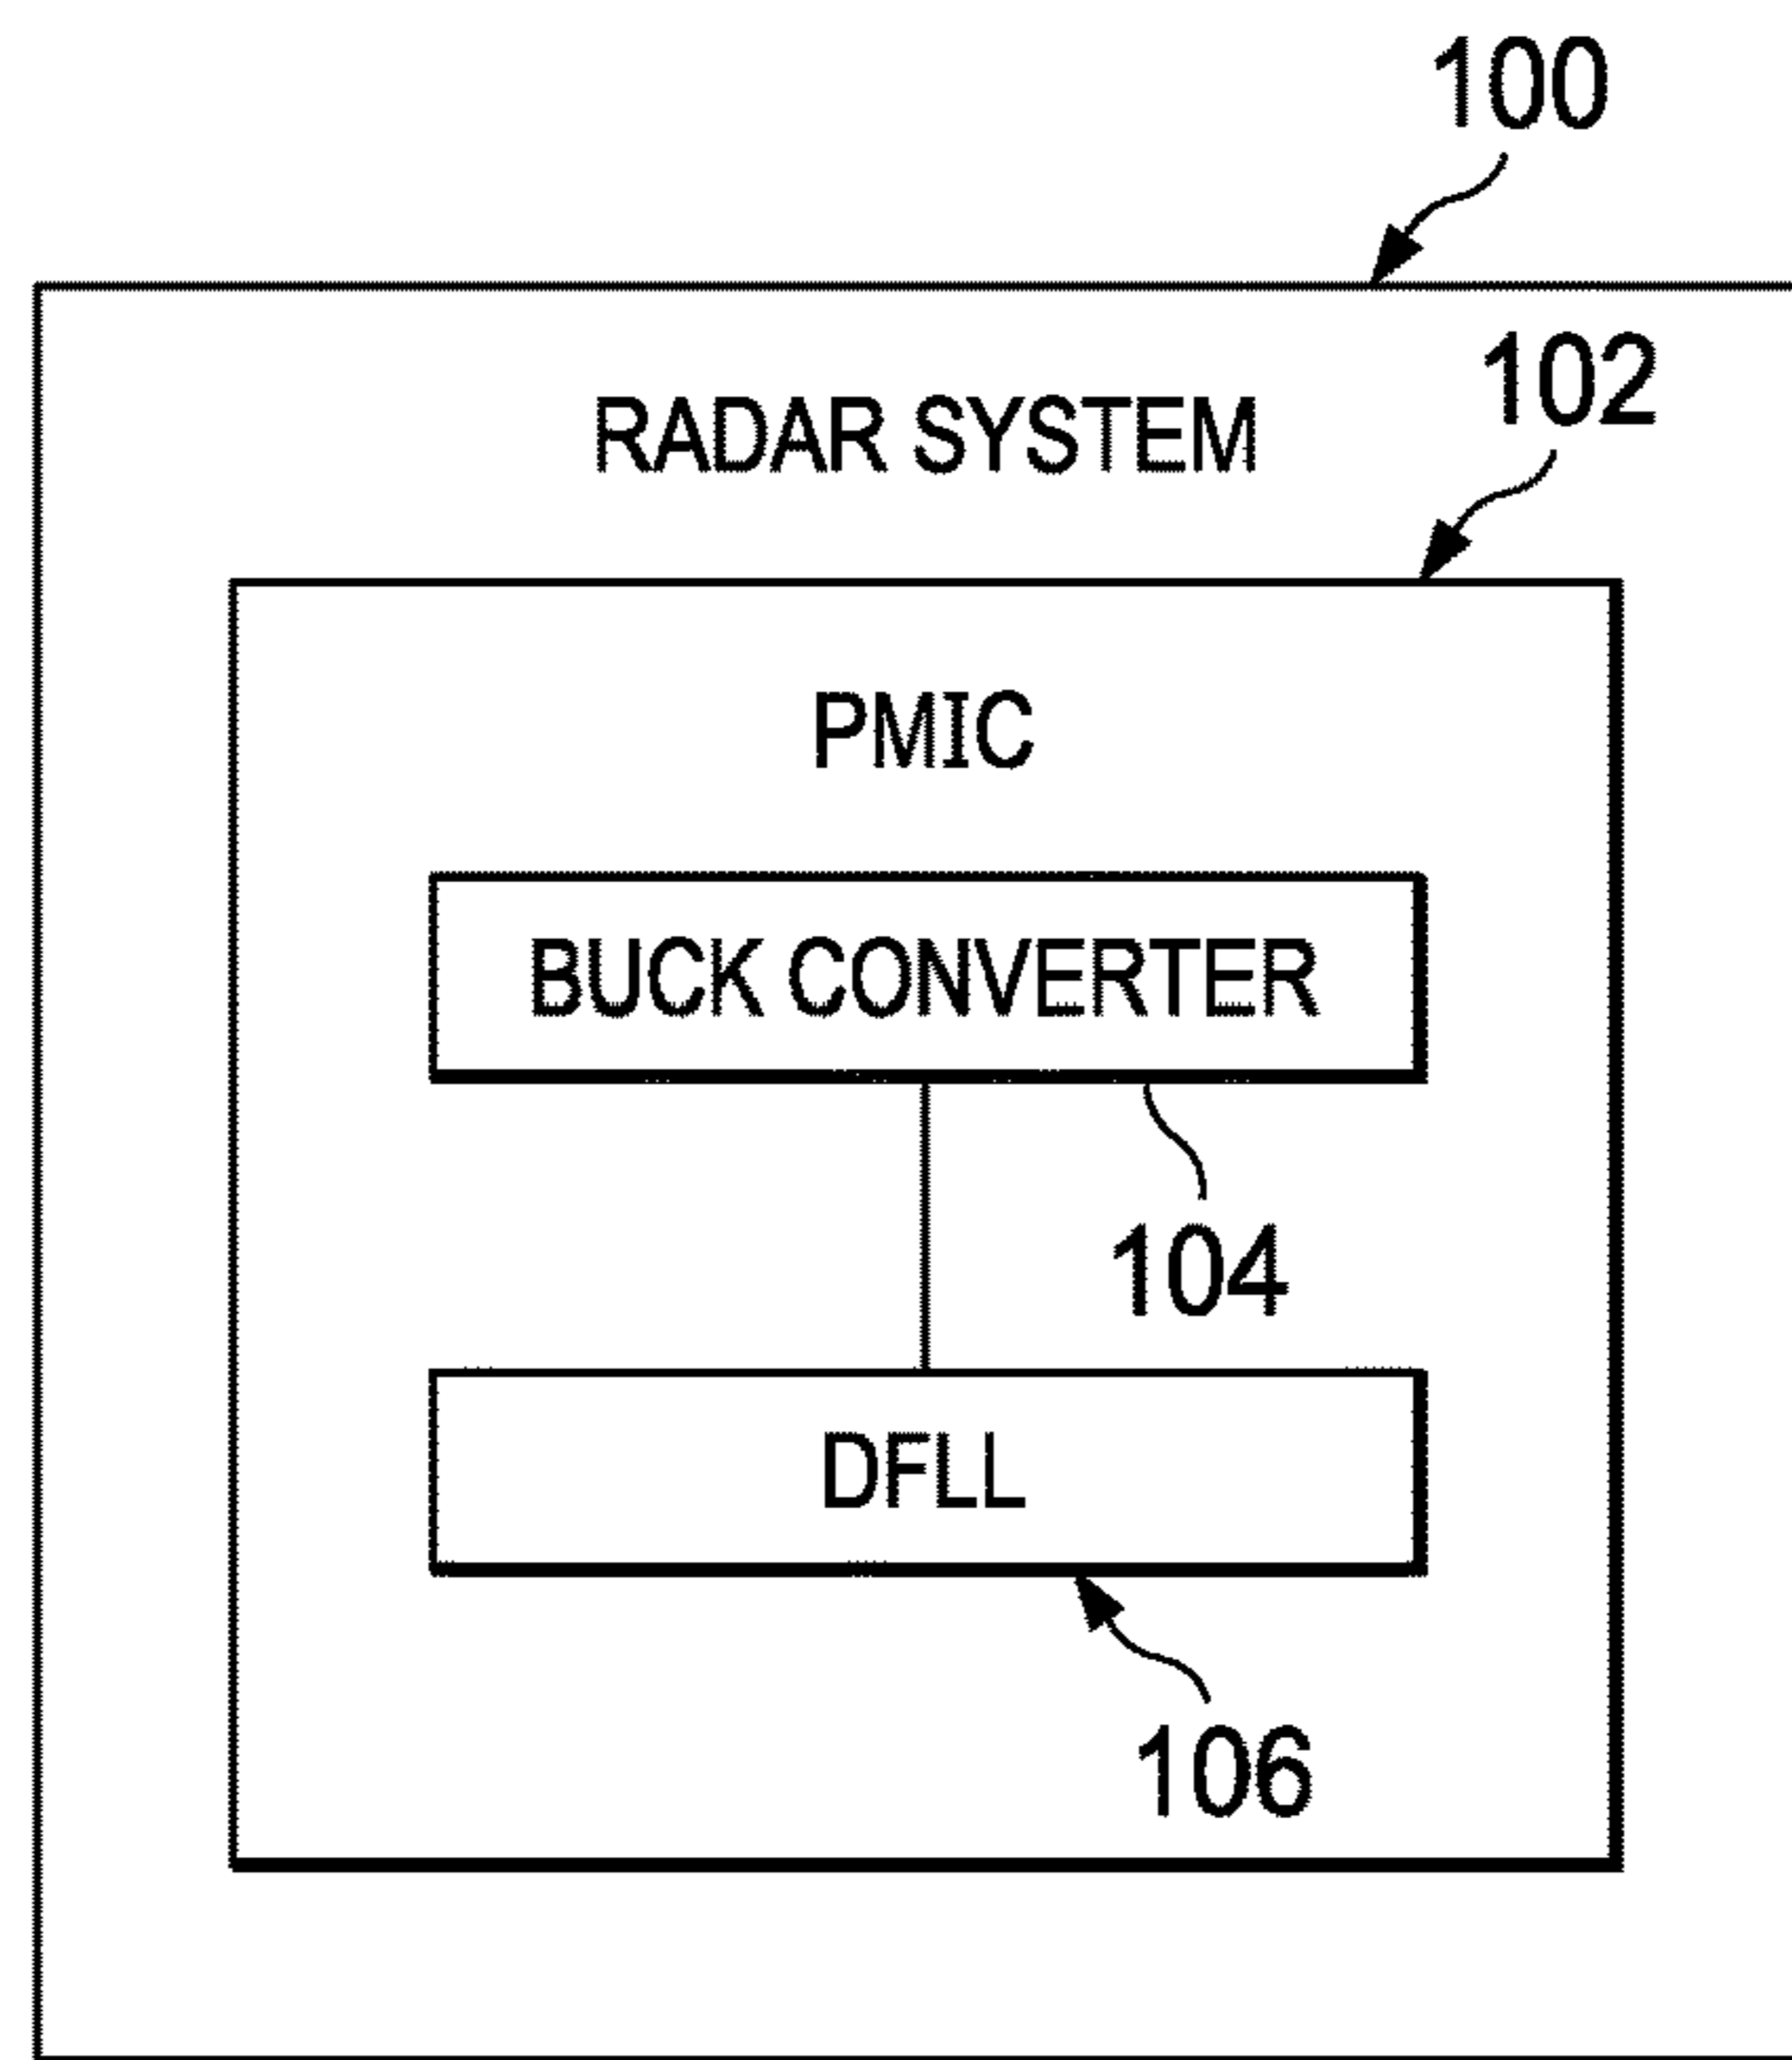 100
RADAR SYSTEM
102
PMIC
BUCK CONVERTER
104
DFLL
106